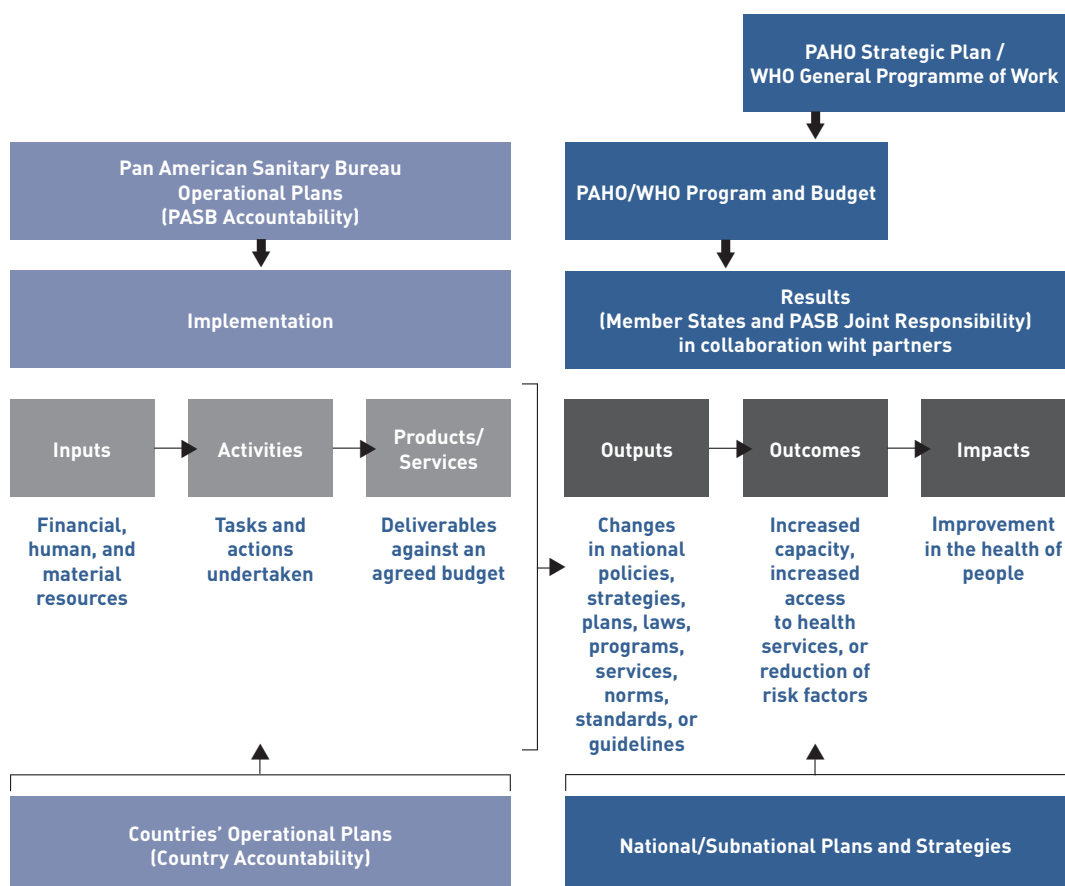 PAHO Strategic Plan /
WHO General Programme of Work
Pan American Sanitary Bureau
Operational Plans
(PASB Accountability)
PAHO/WHO Program and Budget
Implementation
Results
(Member States and PASB Joint Responsibility)
in collaboration wiht partners
Inputs
Activities
Products/
Services
Outputs
Outcomes
Impacts
Financial,
human, and
material
resources
Tasks and
actions
undertaken
Deliverables
against an
agreed budget
Changes
in national
policies,
strategies,
plans, laws,
programs,
services,
norms,
standards, or
guidelines
Increased
capacity,
increased
access
to health
services, or
reduction of
risk factors
Improvement
in the health of
people
Countries’ Operational Plans
(Country Accountability)
National/Subnational Plans and Strategies